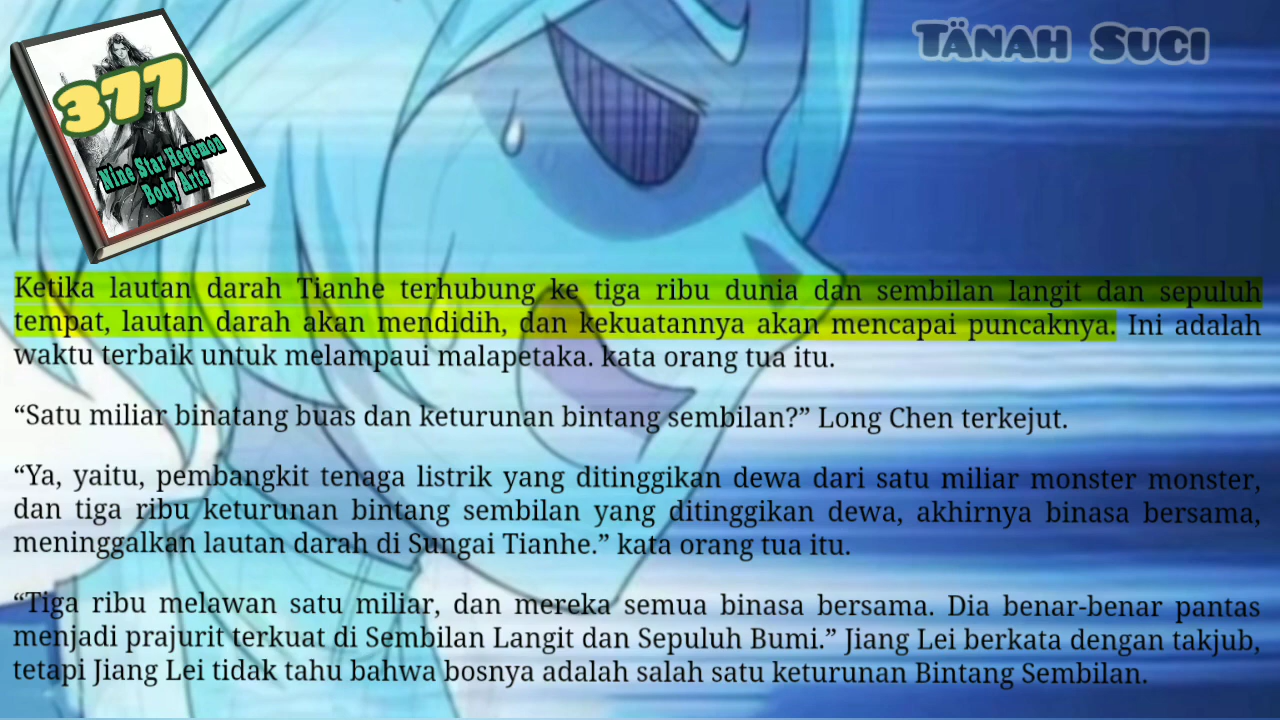 TÄNAH SUCI
377
Nine Star Hegemon
Body Arts
Ketika lautan darah Tianhe terhubung ke tiga ribu dunia dan sembilan langit dan sepuluh
tempat, lautan darah akan mendidih, dan kekuatannya akan mencapai puncaknya. Ini adalah
waktu terbaik untuk melampaui malapetaka. kata orang tua itu.
“Satu miliar binatang buas dan keturunan bintang sembilan?” Long Chen terkejut.
“Ya, yaitu, pembangkit tenaga listrik yang ditinggikan dewa dari satu miliar monster monster,
dan tiga ribu keturunan bintang sembilan yang ditinggikan dewa, akhirnya binasa bersama,
meninggalkan lautan darah di Sungai Tianhe.” kata orang tua itu.
“Tiga ribu melawan satu miliar, dan mereka semua binasa bersama. Dia benar-benar pantas
menjadi prajurit terkuat di Sembilan Langit dan Sepuluh Bumi.” Jiang Lei berkata dengan takjub,
tetapi Jiang Lei tidak tahu bahwa bosnya adalah salah satu keturunan Bintang Sembilan.